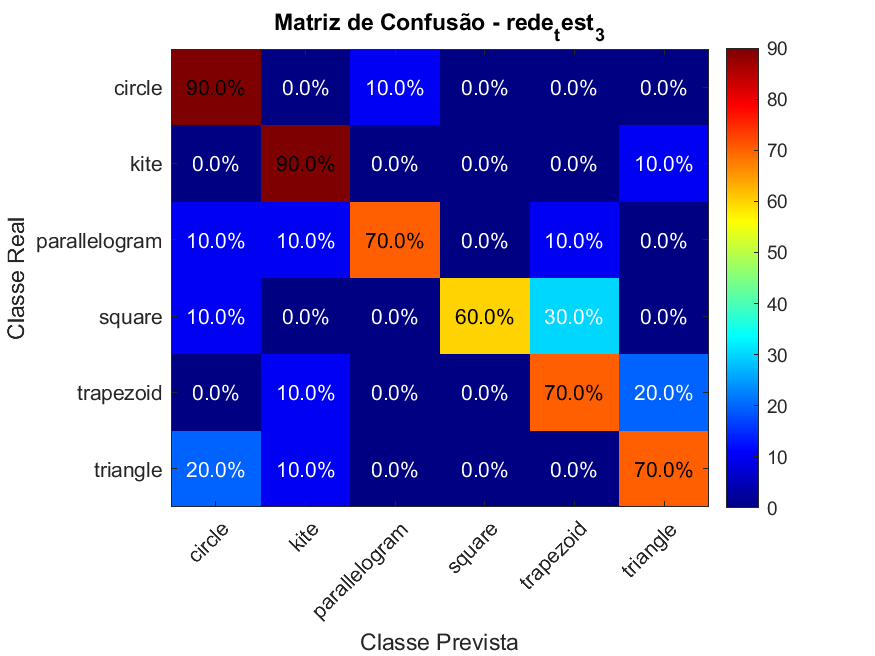 Matriz de Confusão - rede_test_3
Classe Real
circle 90.0% 0.0% 10.0% 0.0% 0.0% 0.0%
kite 0.0% 90.0% 0.0% 0.0% 0.0% 10.0%
parallelogram 10.0% 10.0% 70.0% 0.0% 10.0% 0.0%
square 10.0% 0.0% 0.0% 60.0% 30.0% 0.0%
trapezoid 0.0% 10.0% 0.0% 0.0% 70.0% 20.0%
triangle 20.0% 10.0% 0.0% 0.0% 0.0% 70.0%
circle kite parallelogram square trapezoid triangle
Classe Prevista
90
80
70
60
50
40
30
20
10
0